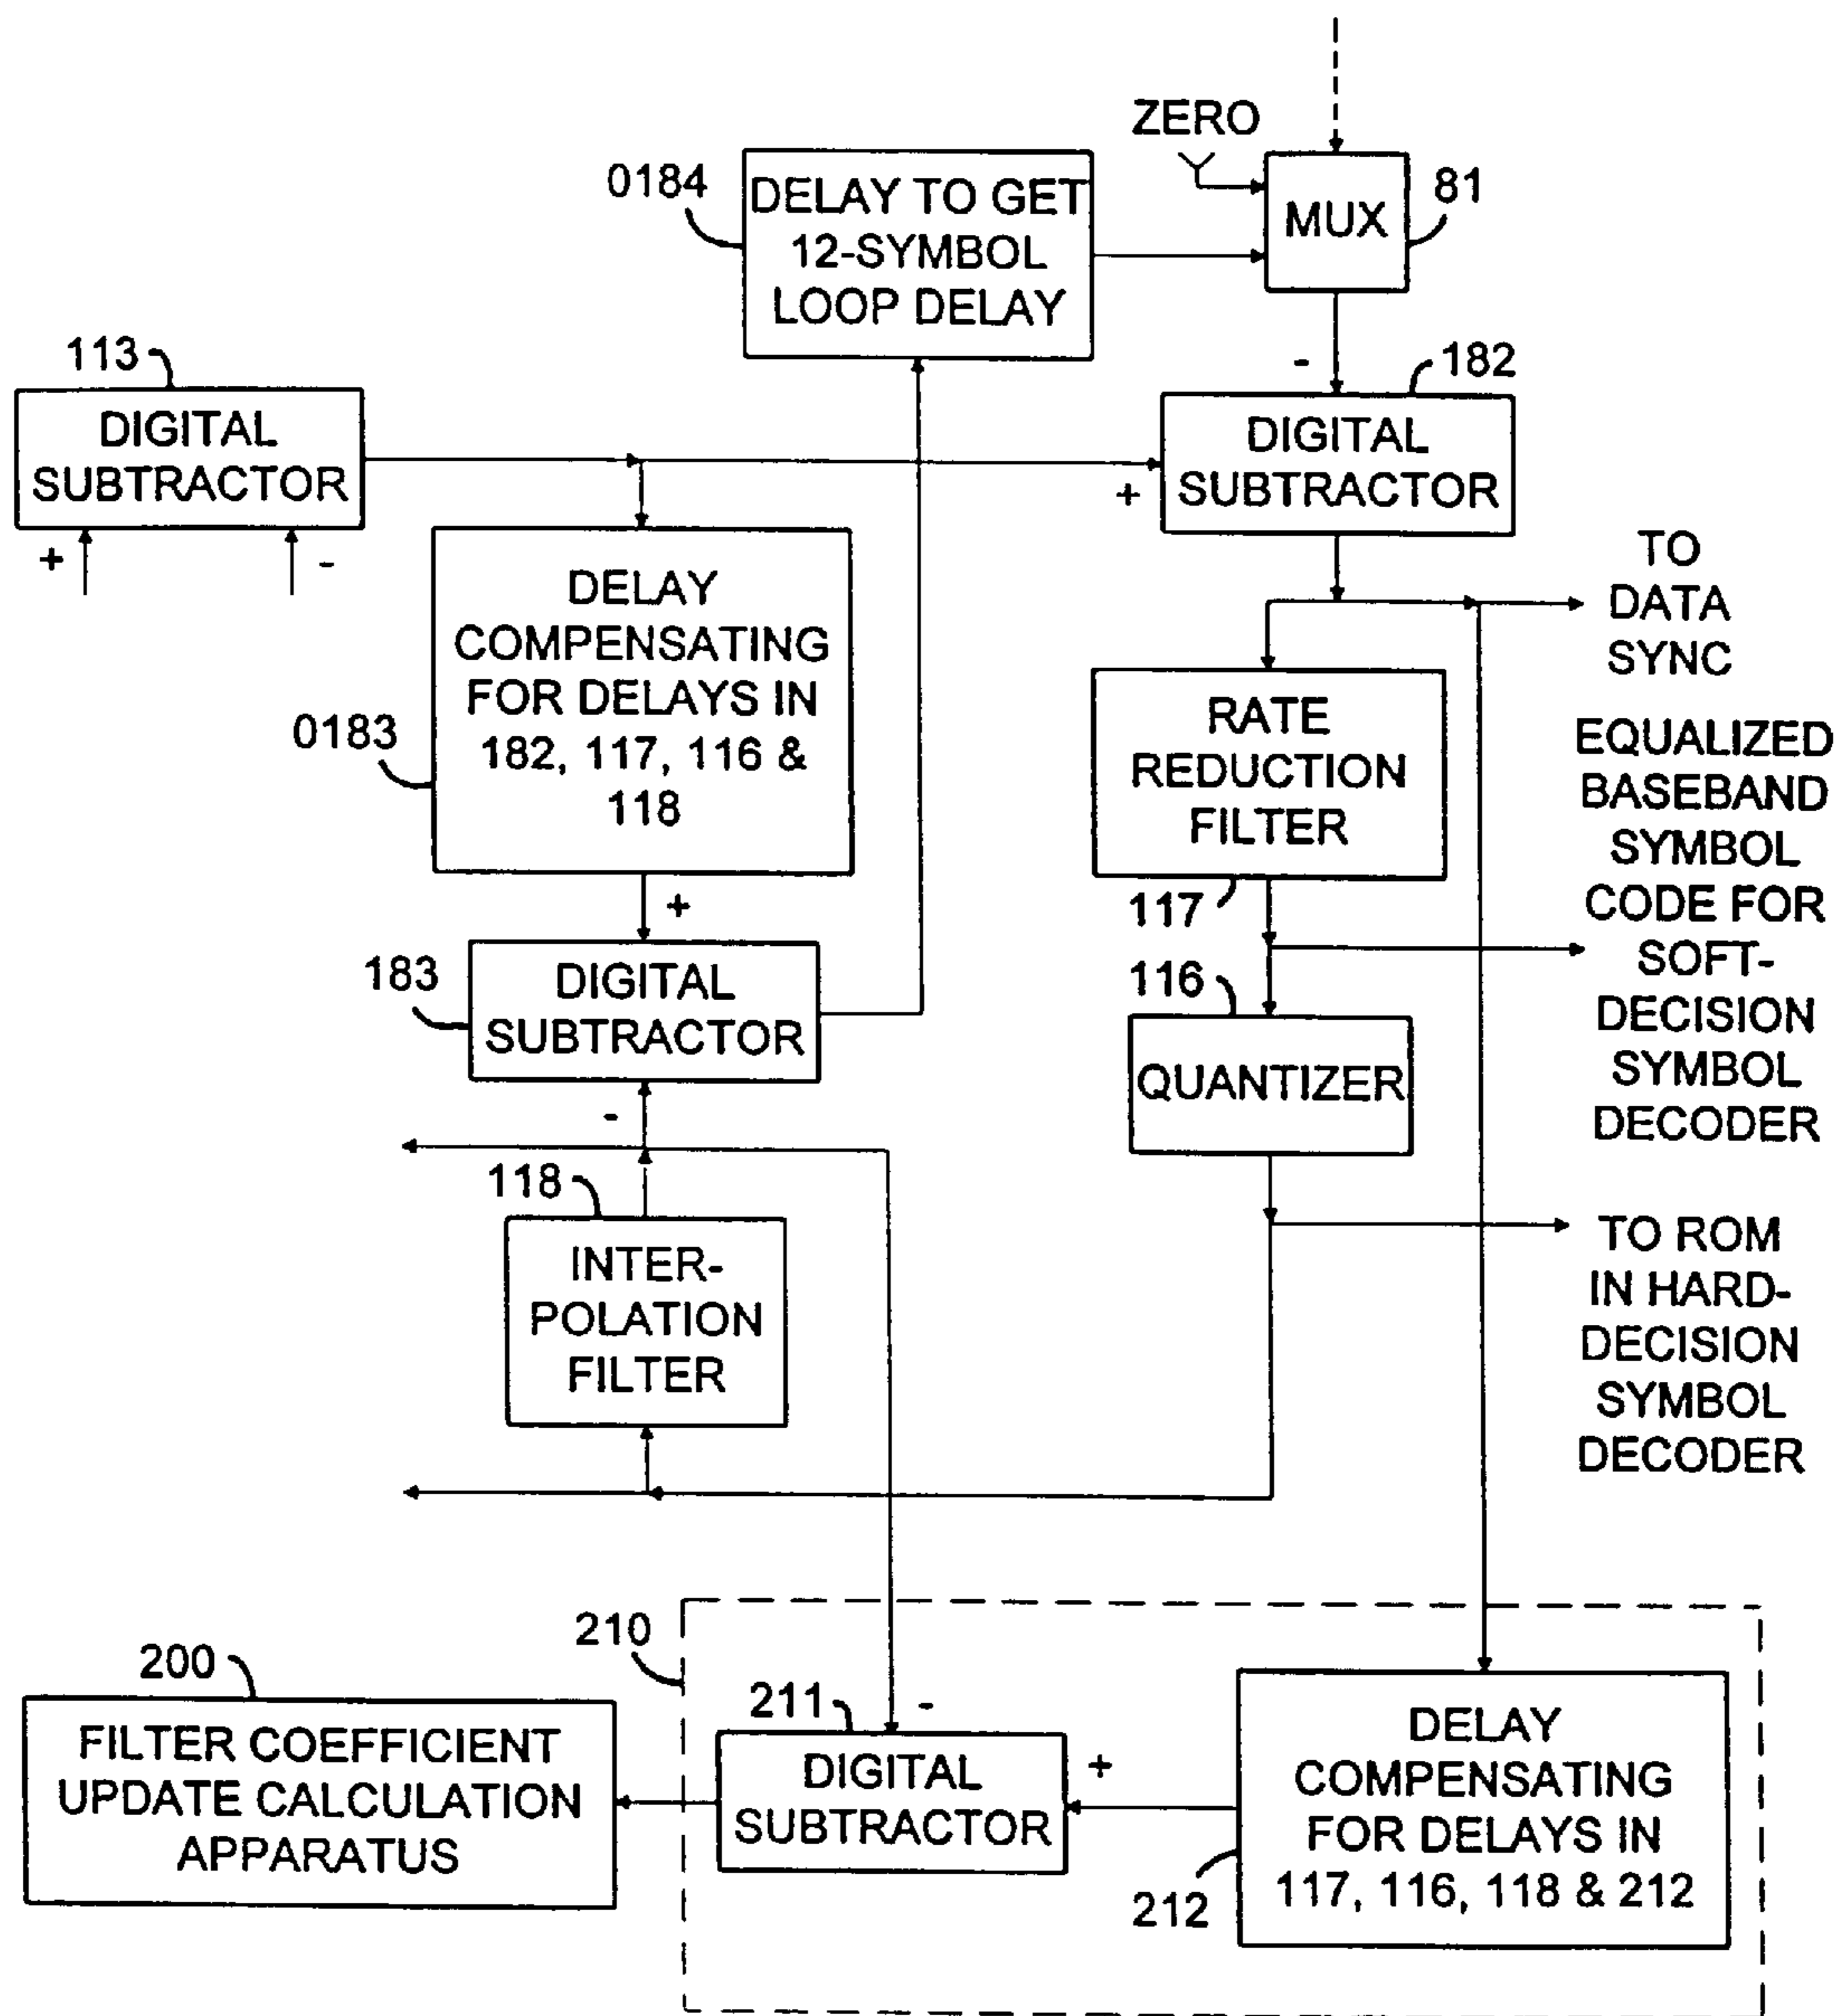 ZERO
0184
DELAY TO GET
12-SYMBOL
LOOP DELAY
MUX
81
113
DIGITAL
SUBTRACTOR
+
-
-
182
DIGITAL
SUBTRACTOR
+
0183
DELAY
COMPENSATING
FOR DELAYS IN
182, 117, 116 &
118
+
TO
DATA
SYNC
RATE
REDUCTION
FILTER
117
EQUALIZED
BASEBAND
SYMBOL
CODE FOR
SOFT-
DECISION
SYMBOL
DECODER
183
DIGITAL
SUBTRACTOR
-
116
QUANTIZER
118
INTER-
POLATION
FILTER
TO ROM
IN HARD-
DECISION
SYMBOL
DECODER
210
200
FILTER COEFFICIENT
UPDATE CALCULATION
APPARATUS
211
-
DIGITAL
SUBTRACTOR
+
DELAY
COMPENSATING
FOR DELAYS IN
117, 116, 118 & 212
212